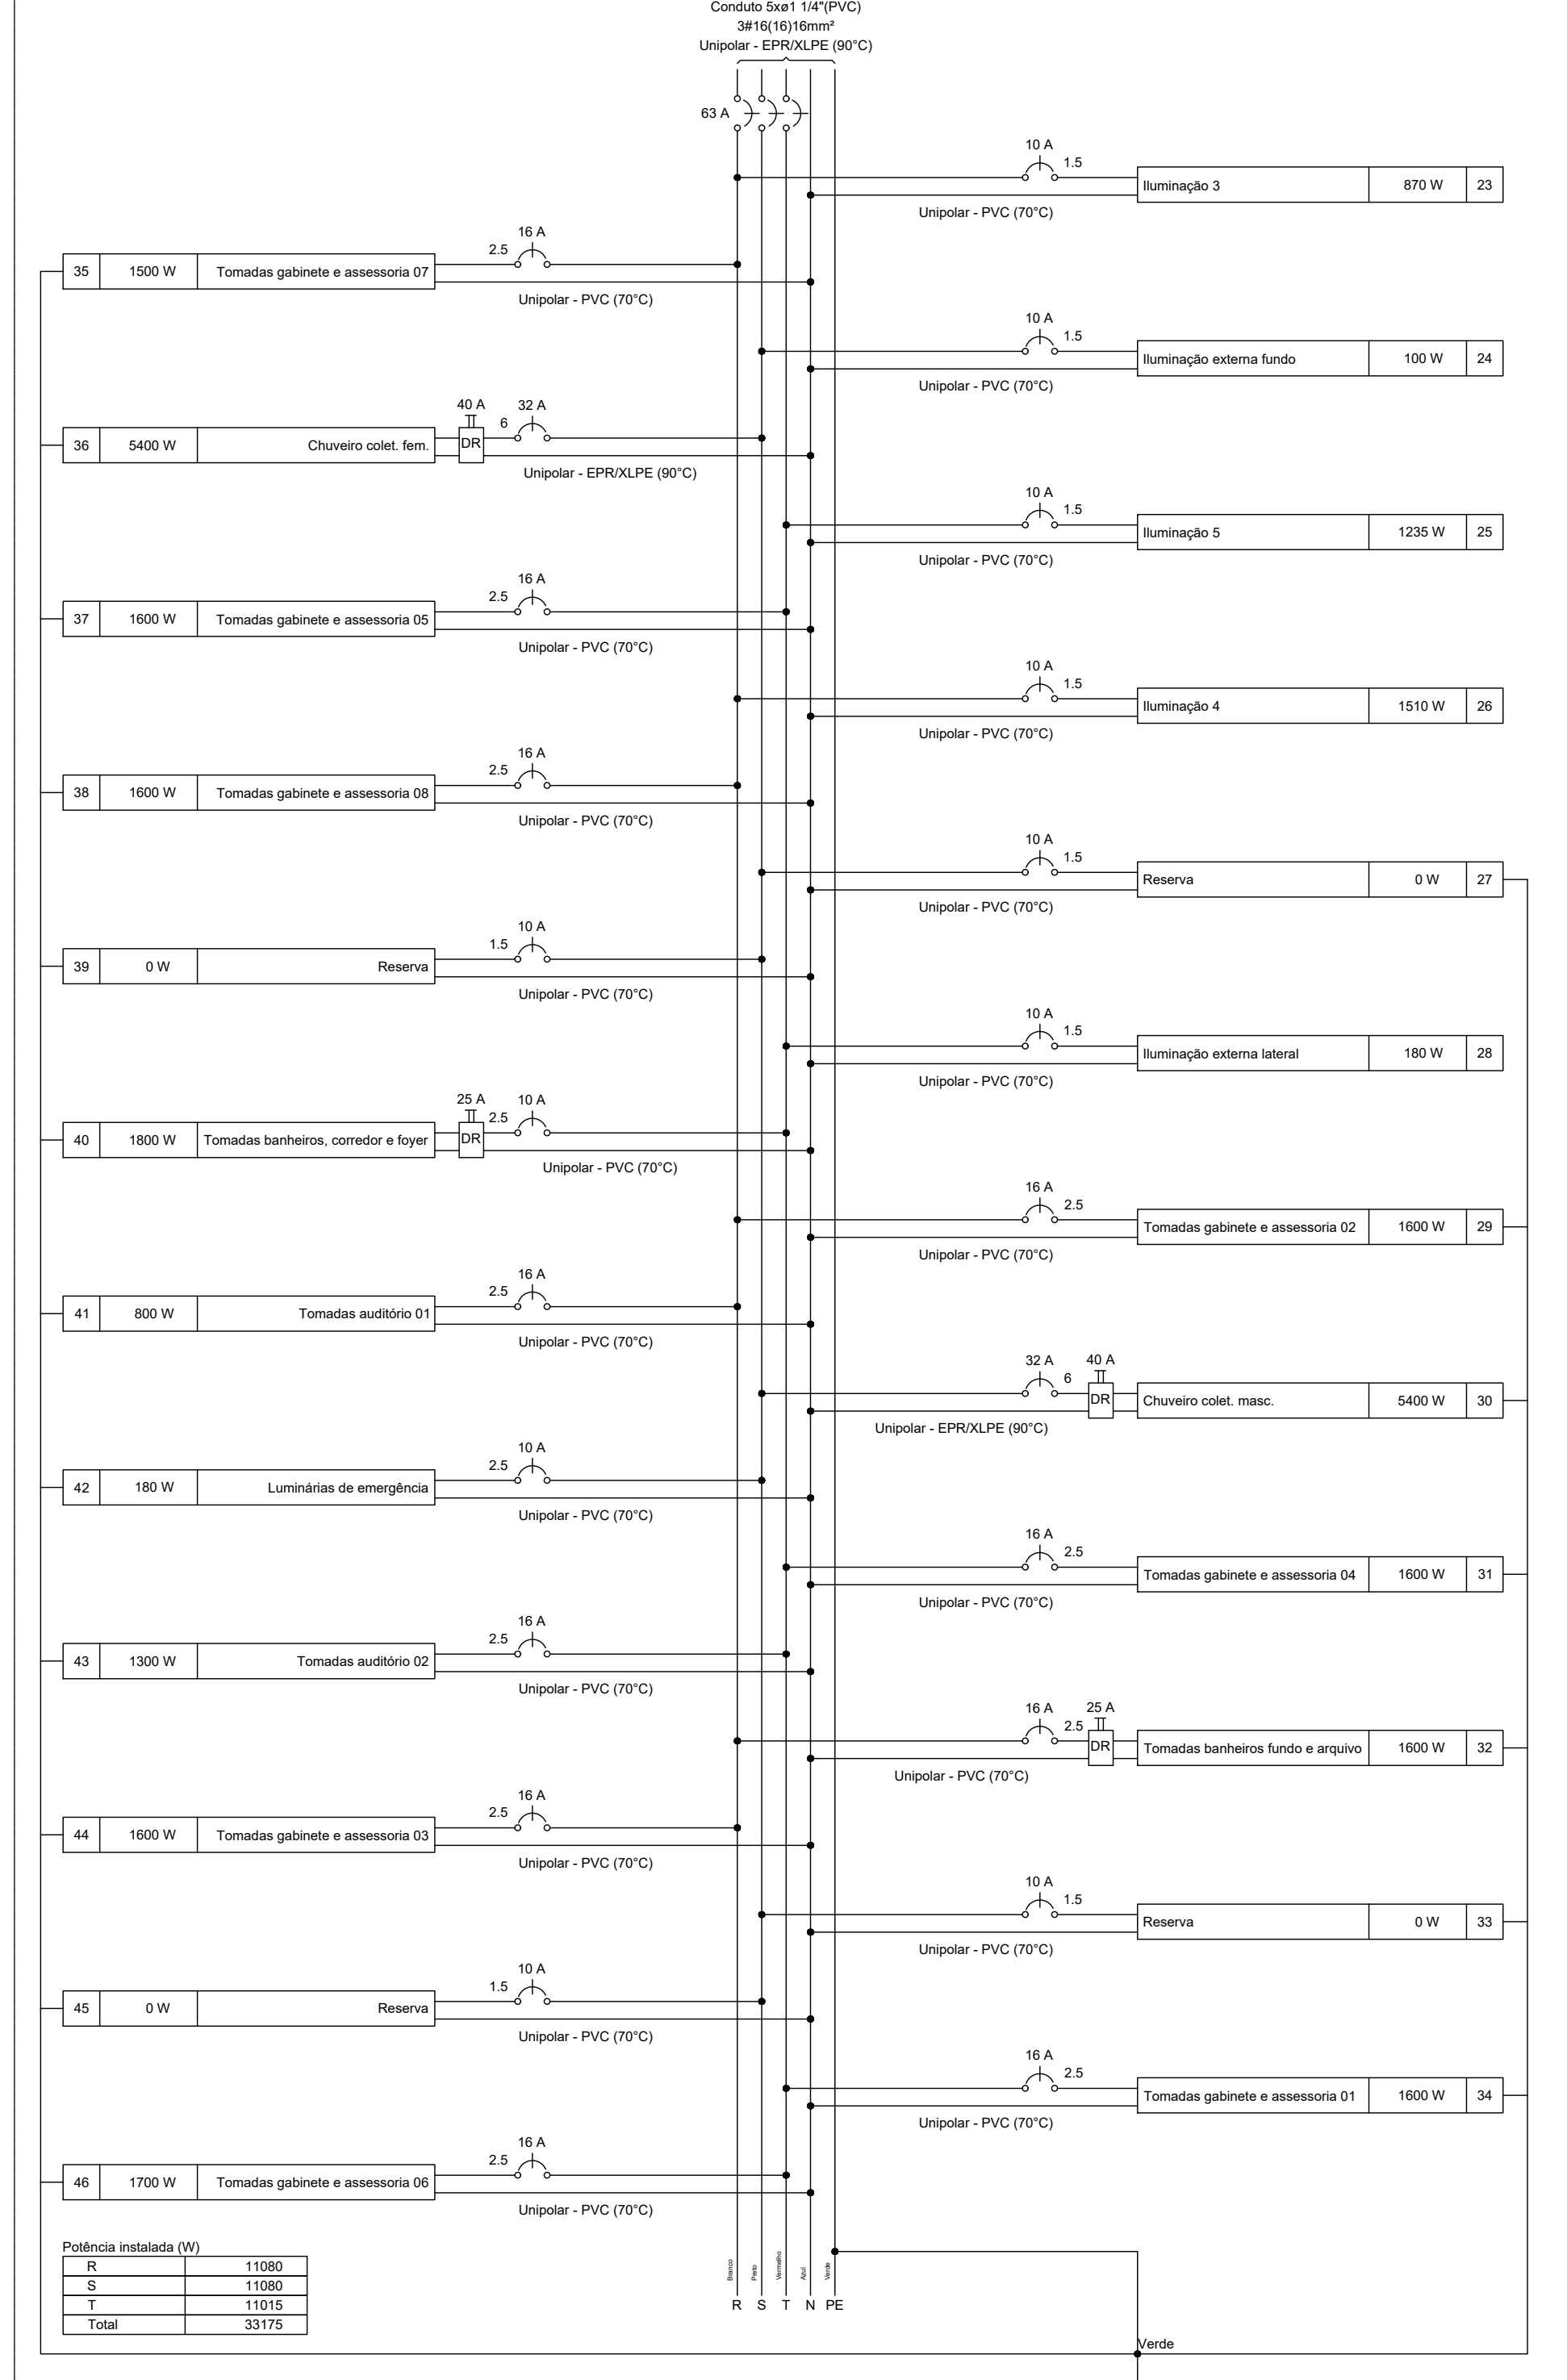 Conduto 5xø1 1/4"(PVC)
3#16(16)16mm²
Unipolar - EPR/XLPE (90°C)
63 A
10 A
1.5
Iluminação 3 870 W 23
Unipolar - PVC (70°C)
16 A
2.5
35 1500 W Tomadas gabinete e assessoria 07
Unipolar - PVC (70°C)
10 A
1.5
Iluminação externa fundo 100 W 24
Unipolar - PVC (70°C)
40 A 32 A
6
36 5400 W Chuveiro colet. fem. DR
Unipolar - EPR/XLPE (90°C)
10 A
1.5
Iluminação 5 1235 W 25
Unipolar - PVC (70°C)
16 A
2.5
37 1600 W Tomadas gabinete e assessoria 05
Unipolar - PVC (70°C)
10 A
1.5
Iluminação 4 1510 W 26
Unipolar - PVC (70°C)
16 A
2.5
38 1600 W Tomadas gabinete e assessoria 08
Unipolar - PVC (70°C)
10 A
1.5
Reserva 0 W 27
Unipolar - PVC (70°C)
10 A
1.5
39 0 W Reserva
Unipolar - PVC (70°C)
10 A
1.5
Iluminação externa lateral 180 W 28
Unipolar - PVC (70°C)
25 A 10 A
2.5
40 1800 W Tomadas banheiros, corredor e foyer DR
Unipolar - PVC (70°C)
16 A
2.5
Tomadas gabinete e assessoria 02 1600 W 29
Unipolar - PVC (70°C)
16 A
2.5
41 800 W Tomadas auditório 01
Unipolar - PVC (70°C)
32 A 40 A
6
DR Chuveiro colet. masc. 5400 W 30
Unipolar - EPR/XLPE (90°C)
10 A
2.5
42 180 W Luminárias de emergência
Unipolar - PVC (70°C)
16 A
2.5
Tomadas gabinete e assessoria 04 1600 W 31
Unipolar - PVC (70°C)
16 A
2.5
43 1300 W Tomadas auditório 02
Unipolar - PVC (70°C)
16 A 25 A
2.5
DR Tomadas banheiros fundo e arquivo 1600 W 32
Unipolar - PVC (70°C)
16 A
2.5
44 1600 W Tomadas gabinete e assessoria 03
Unipolar - PVC (70°C)
10 A
1.5
Reserva 0 W 33
Unipolar - PVC (70°C)
10 A
1.5
45 0 W Reserva
Unipolar - PVC (70°C)
16 A
2.5
Tomadas gabinete e assessoria 01 1600 W 34
Unipolar - PVC (70°C)
16 A
2.5
46 1700 W Tomadas gabinete e assessoria 06
Unipolar - PVC (70°C)
Potência instalada (W)
R 11080
S 11080
T 11015
Total 33175
Branco Preto Vermelho Azul Verde
R S T N PE
Verde